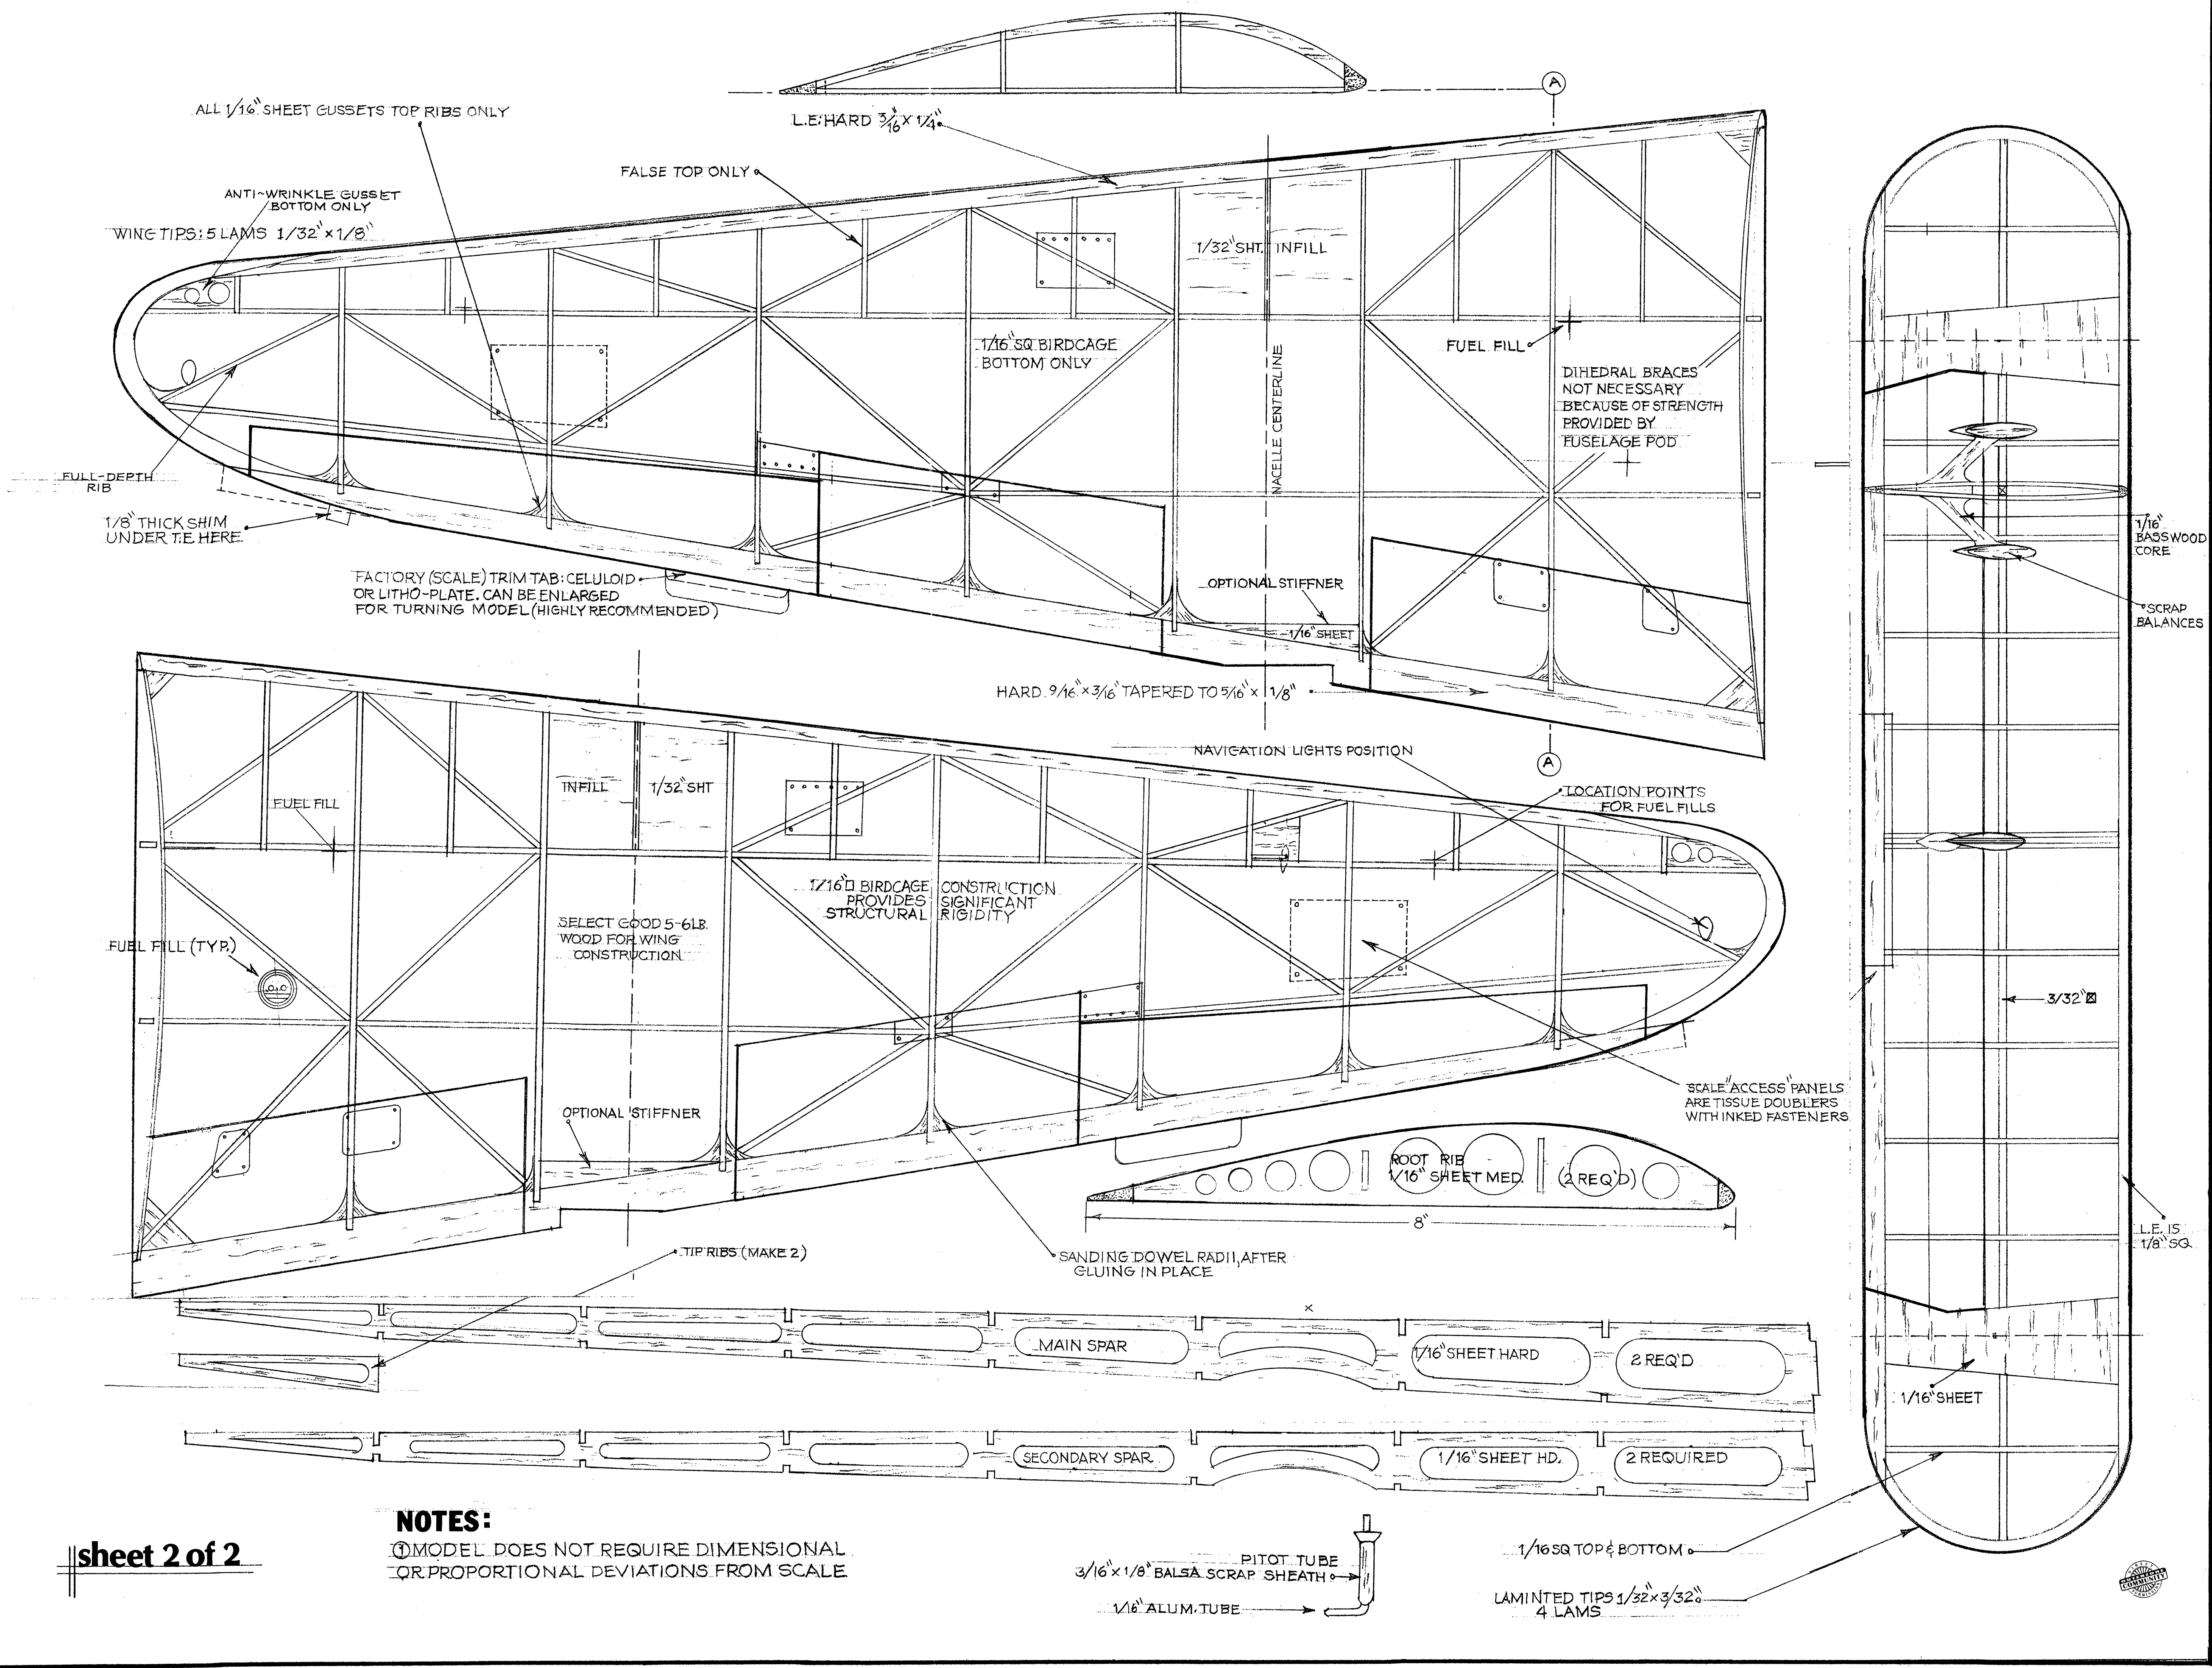 A
ALL 1/16" SHEET GUSSETS TOP RIBS ONLY
L.E. HARD 3/16 X 1/4"
FALSE TOP ONLY
ANTI~WRINKLE GUSSET
BOTTOM ONLY
WING TIPS: 5 LAMS 1/32" X 1/8"
1/32" SHT. INFILL
1/16" SQ BIRDCAGE
BOTTOM ONLY
NACELLE CENTERLINE
FUEL FILL
DIHEDRAL BRACES
NOT NECESSARY
BECAUSE OF STRENGTH
PROVIDED BY
FUSELAGE POD
FULL-DEPTH
RIB
1/8" THICK SHIM
UNDER T.E. HERE
FACTORY (SCALE) TRIM TAB: CELULOID
OR LITHO-PLATE. CAN BE ENLARGED
FOR TURNING MODEL (HIGHLY RECOMMENDED)
OPTIONAL STIFFNER
1/16" SHEET
HARD 9/16" X 3/16" TAPERED TO 5/16" X 1/8"
A
1/16"
BASSWOOD
CORE
SCRAP
BALANCES
NAVIGATION LIGHTS POSITION
LOCATION POINTS
FOR FUEL FILLS
FUEL FILL
INFILL 1/32" SHT
1/16" BIRDCAGE CONSTRUCTION
PROVIDES SIGNIFICANT
STRUCTURAL RIGIDITY
SELECT GOOD 5-6LB.
WOOD FOR WING
CONSTRUCTION
FUEL FILL (TYP.)
3/32"
OPTIONAL STIFFNER
SCALE "ACCESS" PANELS
ARE TISSUE DOUBLERS
WITH INKED FASTENERS
ROOT RIB
1/16" SHEET MED. (2 REQ'D)
8"
L.E. IS
1/8" SQ
TIP RIBS (MAKE 2)
SANDING DOWEL RADII, AFTER
GLUING IN PLACE
MAIN SPAR
1/16" SHEET HARD
2 REQ'D
1/16" SHEET
SECONDARY SPAR
1/16" SHEET HD.
2 REQUIRED
sheet 2 of 2
NOTES:
① MODEL DOES NOT REQUIRE DIMENSIONAL
OR PROPORTIONAL DEVIATIONS FROM SCALE
PITOT TUBE
3/16" X 1/8" BALSA SCRAP SHEATH
1/16" ALUM. TUBE
1/16 SQ TOP & BOTTOM
LAMINTED TIPS 1/32" X 3/32"
4 LAMS
COMMUNITY